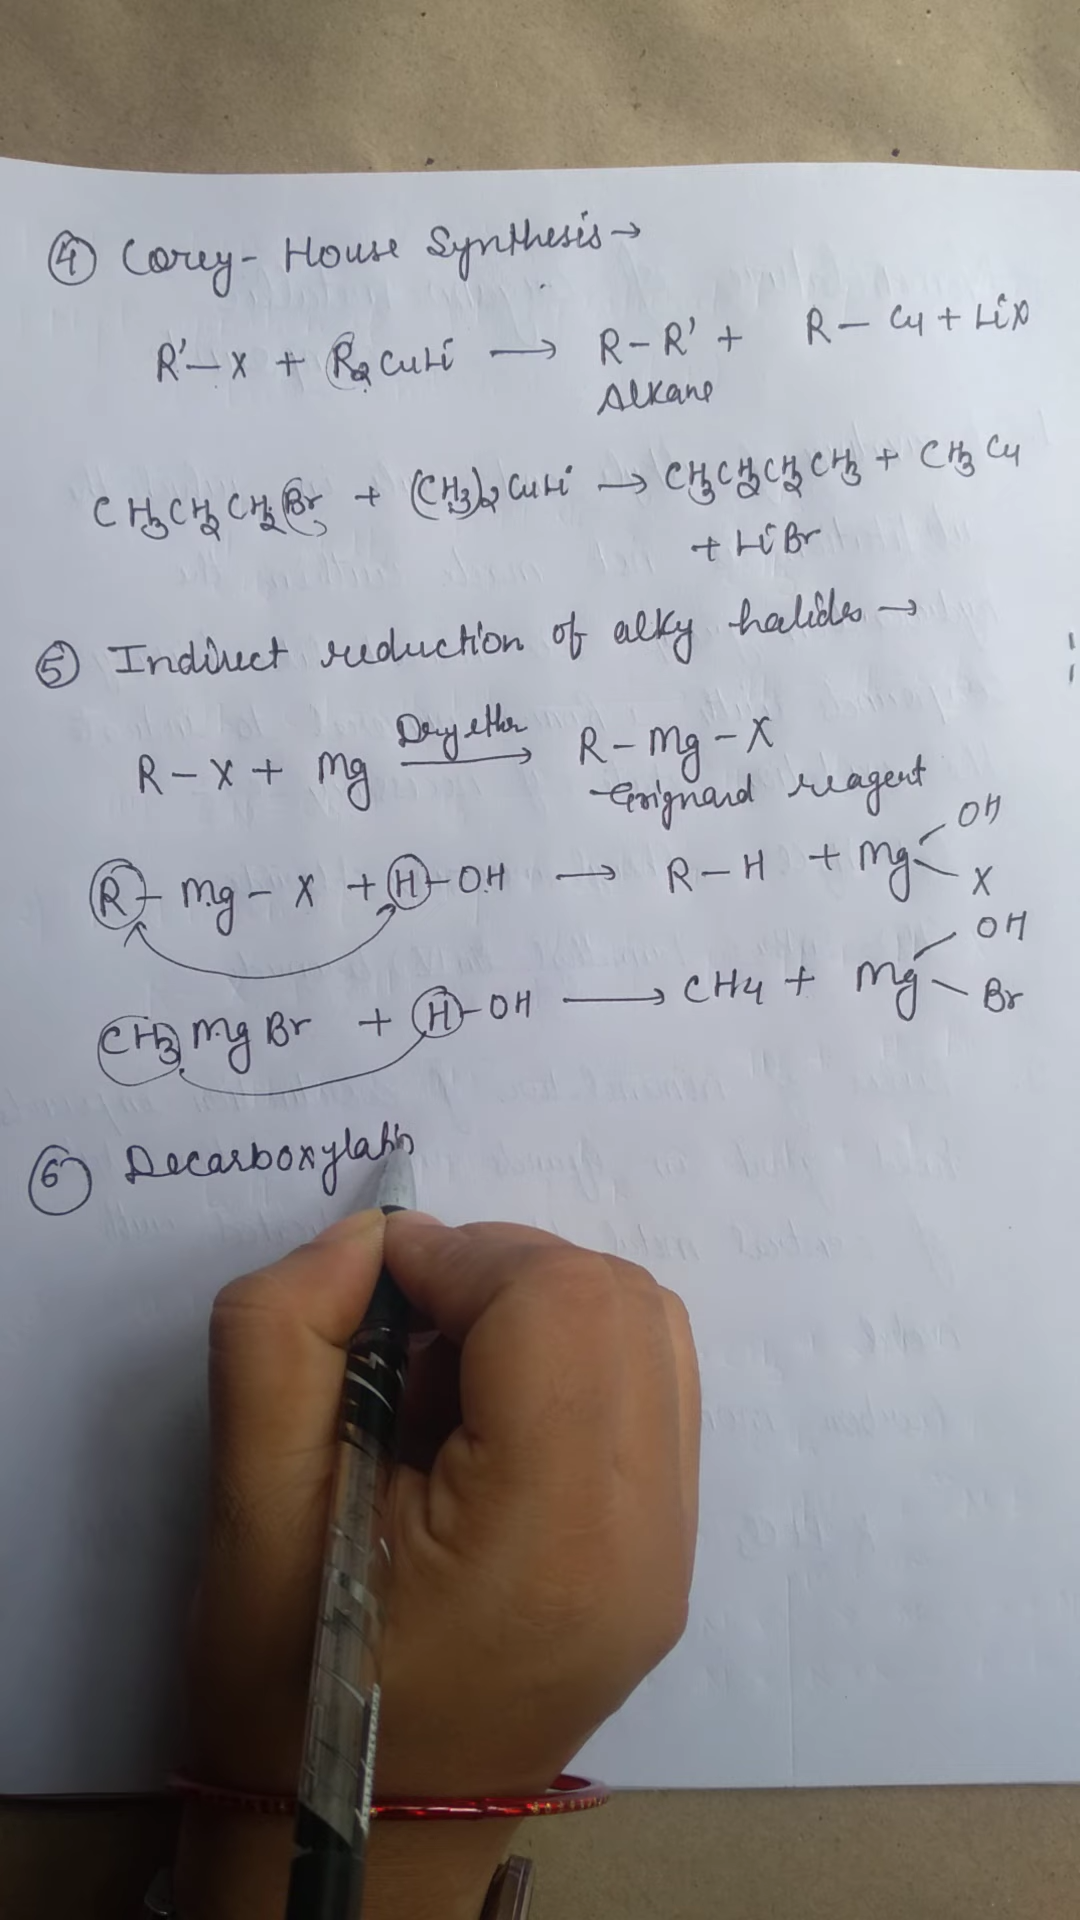 ④ Corey-House Synthesis →
R'-X + R₂CuLi → R-R' + R-Cu + LiX
Alkane
CH₃CH₂CH₂Br + (CH₃)₂CuLi → CH₃CH₂CH₂CH₃ + CH₃Cu
+ LiBr
⑤ Indirect reduction of alky halides →
R-X + Mg Dry ether → R-Mg-X
Grignard reagent
R-Mg-X + H-OH → R-H + Mg OH X
CH₃MgBr + H-OH → CH4 + Mg OH Br
⑥ Decarboxylatio